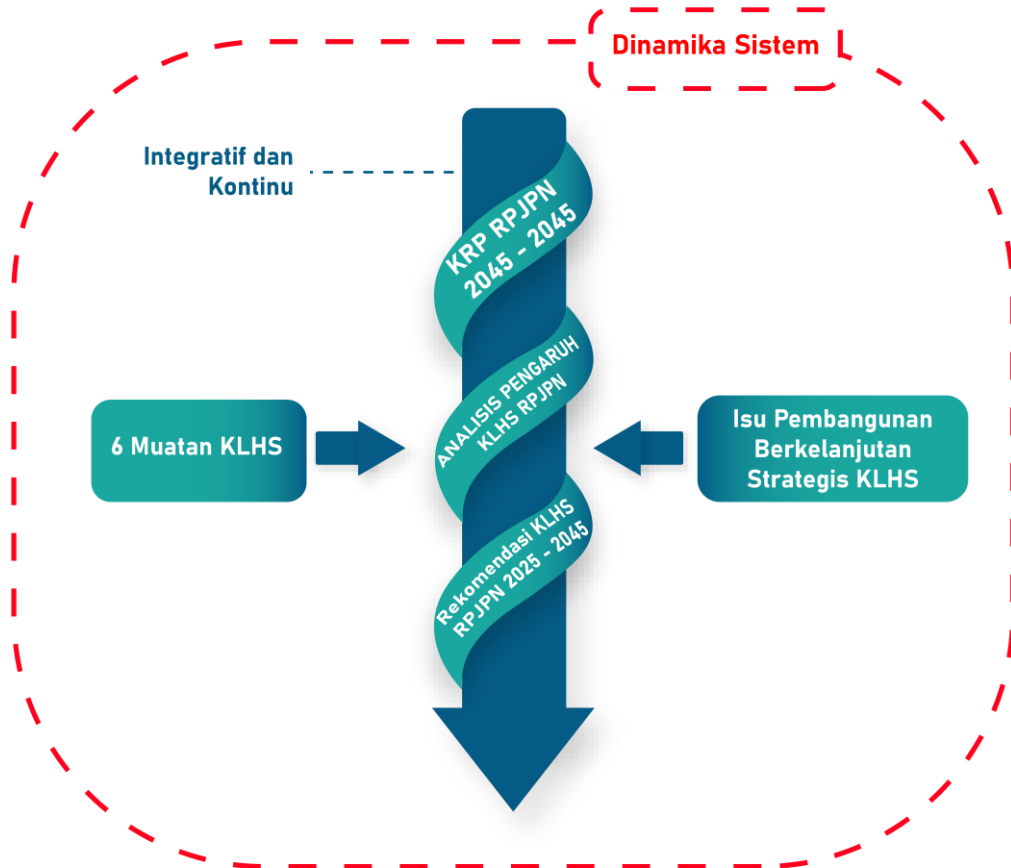 Dinamika Sistem
Integratif dan
Kontinu
KRP RPJPN
2045 - 2045
ANALISIS PENGARUH
KLHS RPJPN
6 Muatan KLHS
Isu Pembangunan
Berkelanjutan
Strategis KLHS
Rekomendasi KLHS
RPJPN 2025 - 2045